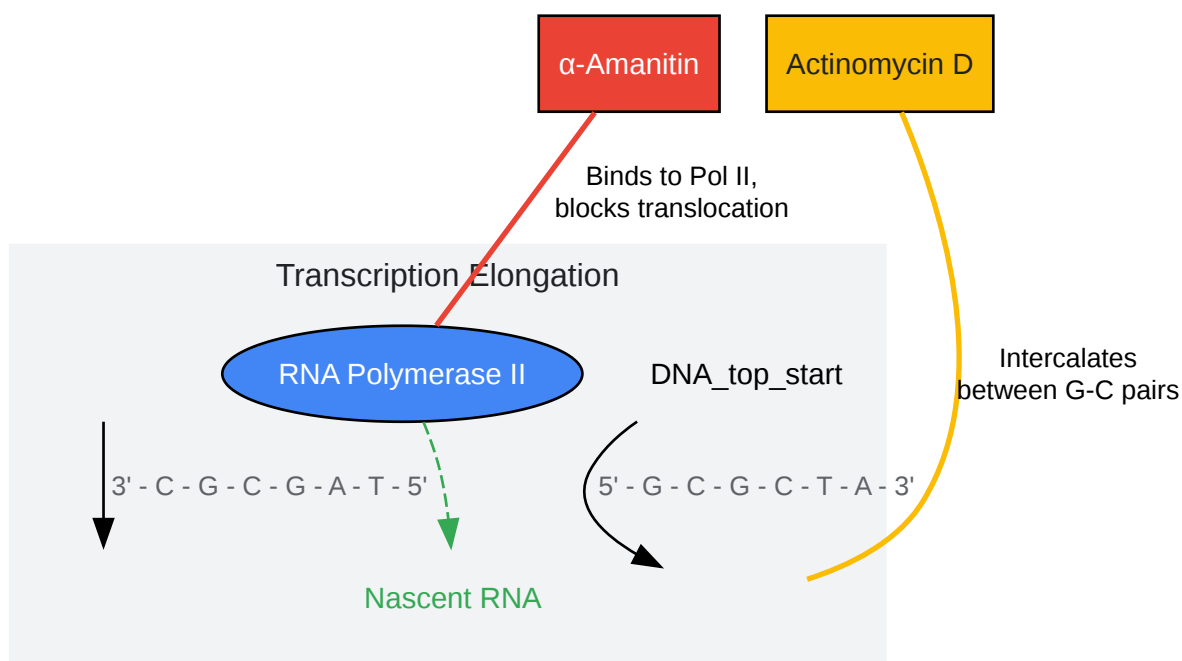 α-Amanitin
Actinomycin D
Binds to Pol II,
blocks translocation
Transcription Elongation
RNA Polymerase II
DNA_top_start
Intercalates
between G-C pairs
3' - C - G - C - G - A - T - 5'
5' - G - C - G - C - T - A - 3'
Nascent RNA